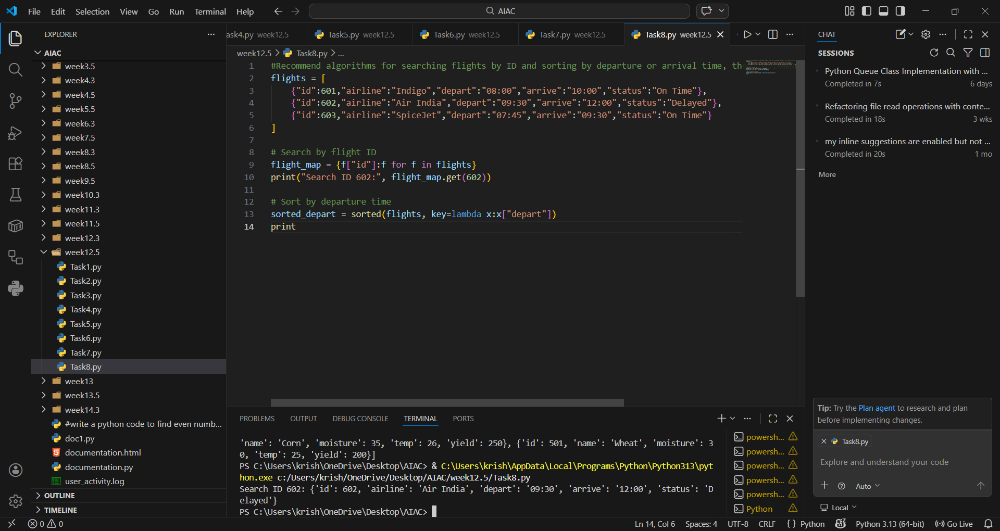 File Edit Selection View Go Run Terminal Help
AIAC
EXPLORER
AIAC
week3.5
week4.3
week4.5
week5.5
week6.3
week7.5
week8.3
week8.5
week9.5
week10.3
week11.3
week11.5
week12.3
week12.5
Task1.py
Task2.py
Task3.py
Task4.py
Task5.py
Task6.py
Task7.py
Task8.py
week13
week13.5
week14.3
#write a python code to find even numb...
doc1.py
documentation.html
documentation.py
user_activity.log
OUTLINE
TIMELINE
ask4.py week12.5
Task5.py week12.5
Task6.py week12.5
Task7.py week12.5
Task8.py week12.5
week12.5 > Task8.py > ...
1 #Recommend algorithms for searching flights by ID and sorting by departure or arrival time, th
2 flights = [
3 {"id":601,"airline":"Indigo","depart":"08:00","arrive":"10:00","status":"On Time"},
4 {"id":602,"airline":"Air India","depart":"09:30","arrive":"12:00","status":"Delayed"},
5 {"id":603,"airline":"SpiceJet","depart":"07:45","arrive":"09:30","status":"On Time"}
6 ]
7
8 # Search by flight ID
9 flight_map = {f["id"]:f for f in flights}
10 print("Search ID 602:", flight_map.get(602))
11
12 # Sort by departure time
13 sorted_depart = sorted(flights, key=lambda x:x["depart"])
14 print
PROBLEMS OUTPUT DEBUG CONSOLE TERMINAL PORTS
'name': 'Corn', 'moisture': 35, 'temp': 26, 'yield': 250}, {'id': 501, 'name': 'Wheat', 'moisture': 3
0, 'temp': 25, 'yield': 200}]
PS C:\Users\krish\OneDrive\Desktop\AIAC> & C:\Users\krish\AppData\Local\Programs\Python\Python313\pyt
hon.exe c:/Users/krish/OneDrive/Desktop/AIAC/week12.5/Task8.py
Search ID 602: {'id': 602, 'airline': 'Air India', 'depart': '09:30', 'arrive': '12:00', 'status': 'D
elayed'}
PS C:\Users\krish\OneDrive\Desktop\AIAC>
powersh...
powersh...
powersh...
powersh...
powersh...
Python
CHAT
SESSIONS
Python Queue Class Implementation with ...
Completed in 7s 6 days
Refactoring file read operations with conte...
Completed in 18s 3 wks
my inline suggestions are enabled but not ...
Completed in 20s 1 mo
More
Tip: Try the Plan agent to research and plan
before implementing changes.
Task8.py
Explore and understand your code
Auto
Local
0 0
Ln 14, Col 6 Spaces: 4 UTF-8 CRLF {} Python Python 3.13 (64-bit) Go Live